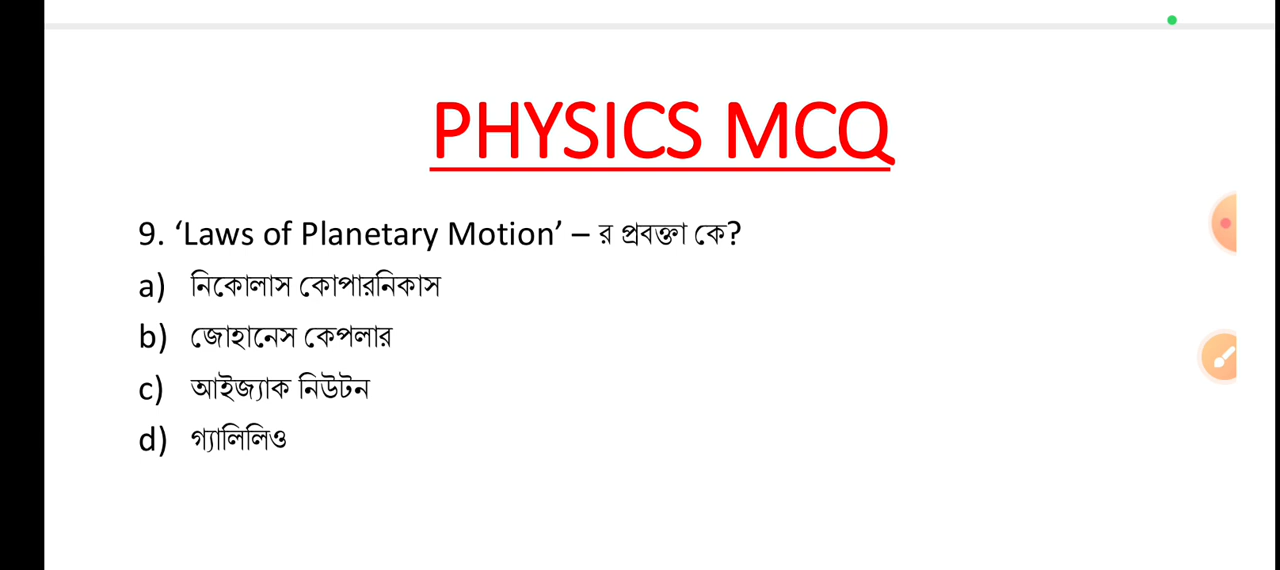 PHYSICS MCQ
9. ‘Laws of Planetary Motion’ – র প্রবক্তা কে?
a) নিকোলাস কোপারনিকাস
b) জোহানেস কেপলার
c) আইজ্যাক নিউটন
d) গ্যালিলিও